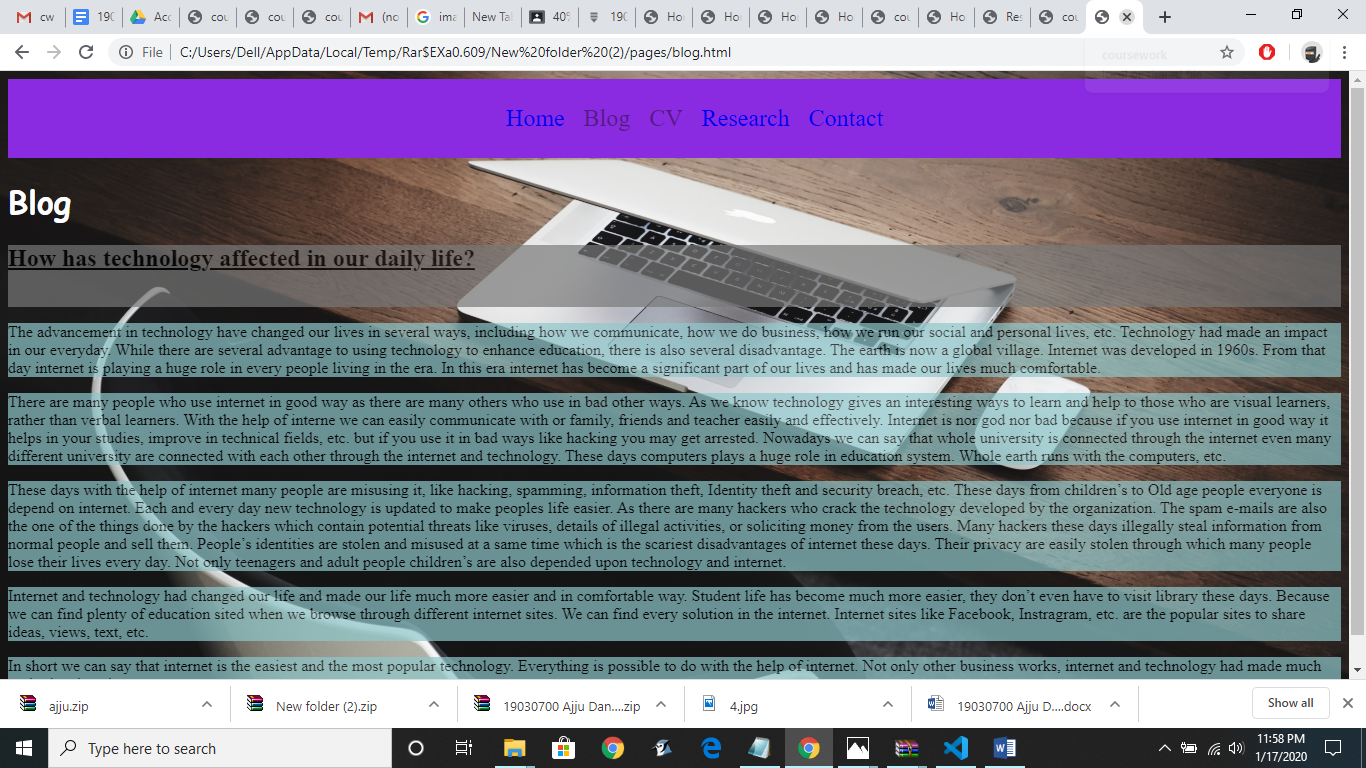 cw
190
Acc
cou
cou
cou
(no
ima
New Tal
40%
190
Ho
Ho
Ho
Ho
cou
Ho
Res
cou
File
C:/Users/Dell/AppData/Local/Temp/Rar$EXa0.609/New%20folder%20(2)/pages/blog.html
coursework
Home Blog CV Research Contact
Blog
How has technology affected in our daily life?
The advancement in technology have changed our lives in several ways, including how we communicate, how we do business, how we run our social and personal lives, etc. Technology had made an impact
in our everyday. While there are several advantage to using technology to enhance education, there is also several disadvantage. The earth is now a global village. Internet was developed in 1960s. From that
day internet is playing a huge role in every people living in the era. In this era internet has become a significant part of our lives and has made our lives much comfortable.
There are many people who use internet in good way as there are many others who use in bad other ways. As we know technology gives an interesting ways to learn and help to those who are visual learners,
rather than verbal learners. With the help of interne we can easily communicate with or family, friends and teacher easily and effectively. Internet is nor god nor bad because if you use internet in good way it
helps in your studies, improve in technical fields, etc. but if you use it in bad ways like hacking you may get arrested. Nowadays we can say that whole university is connected through the internet even many
different university are connected with each other through the internet and technology. These days computers plays a huge role in education system. Whole earth runs with the computers, etc.
These days with the help of internet many people are misusing it, like hacking, spamming, information theft, Identity theft and security breach, etc. These days from children’s to Old age people everyone is
depend on internet. Each and every day new technology is updated to make peoples life easier. As there are many hackers who crack the technology developed by the organization. The spam e-mails are also
the one of the things done by the hackers which contain potential threats like viruses, details of illegal activities, or soliciting money from the users. Many hackers these days illegally steal information from
normal people and sell them. People’s identities are stolen and misused at a same time which is the scariest disadvantages of internet these days. Their privacy are easily stolen through which many people
lose their lives every day. Not only teenagers and adult people children’s are also depended upon technology and internet.
Internet and technology had changed our life and made our life much more easier and in comfortable way. Student life has become much more easier, they don’t even have to visit library these days. Because
we can find plenty of education sited when we browse through different internet sites. We can find every solution in the internet. Internet sites like Facebook, Instragram, etc. are the popular sites to share
ideas, views, text, etc.
In short we can say that internet is the easiest and the most popular technology. Everything is possible to do with the help of internet. Not only other business works, internet and technology had made much
ajju.zip
New folder (2).zip
19030700 Ajju Dan....zip
4.jpg
19030700 Ajju D....docx
Show all
Type here to search
11:58 PM
1/17/2020